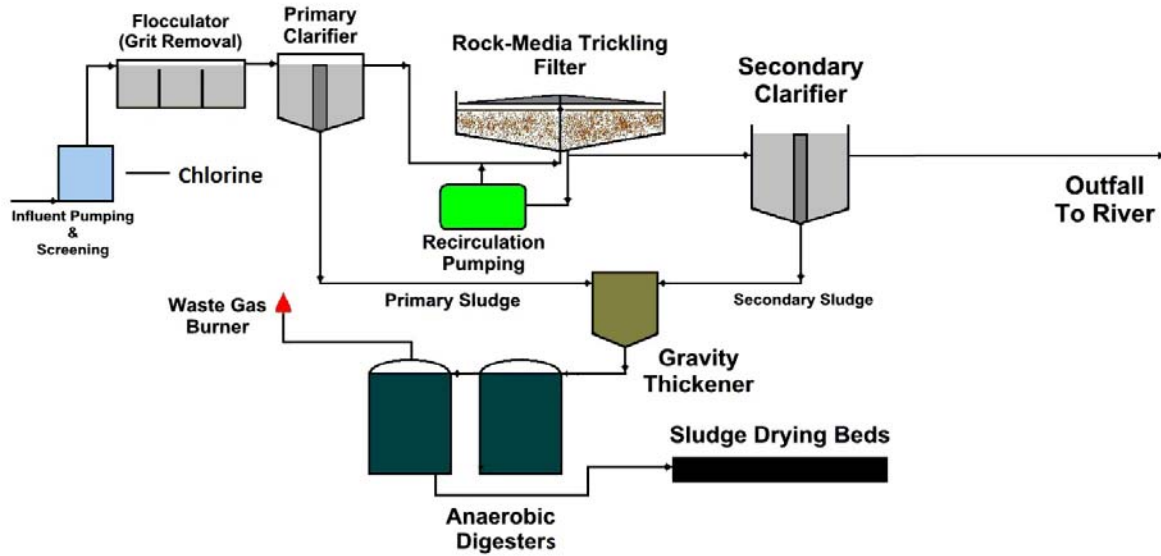 Flocculator
(Grit Removal)
Primary
Clarifier
Rock-Media Trickling
Filter
Secondary
Clarifier
Chlorine
Influent Pumping
&
Screening
Recirculation
Pumping
Outfall
To River
Primary Sludge
Secondary Sludge
Waste Gas
Burner
Gravity
Thickener
Sludge Drying Beds
Anaerobic
Digesters